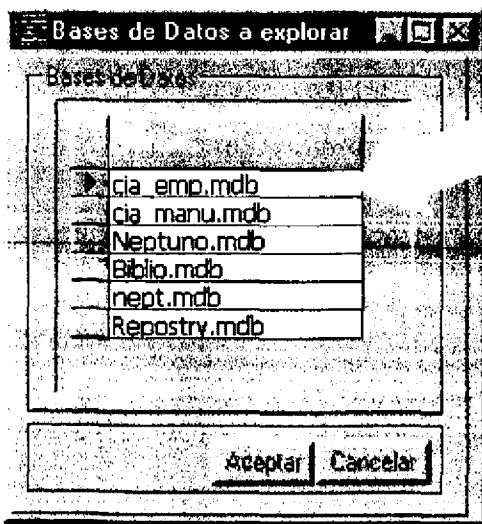 Bases de Datos a explorar
Bases de Datos
cia_emp.mdb
cia_manu.mdb
Neptuno.mdb
Biblio.mdb
nept.mdb
Repostry.mdb
Aceptar Cancelar